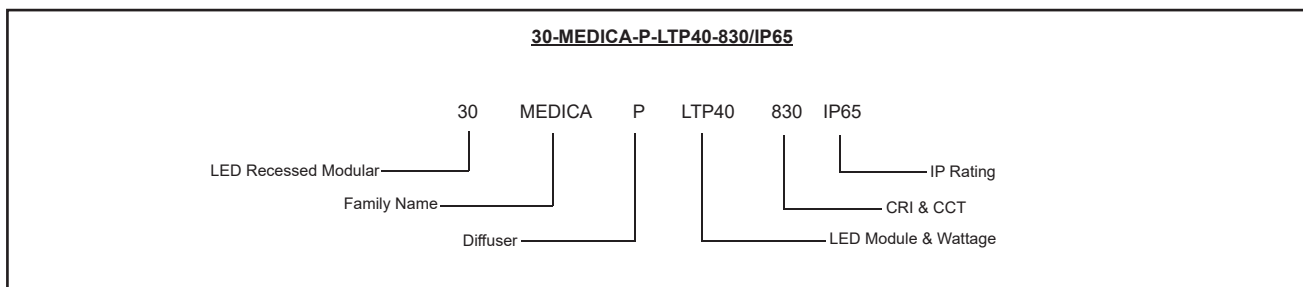 30-MEDICA-P-LTP40-830/IP65
30 MEDICA P LTP40 830 IP65
LED Recessed Modular
IP Rating
Family Name
CRI & CCT
Diffuser
LED Module & Wattage